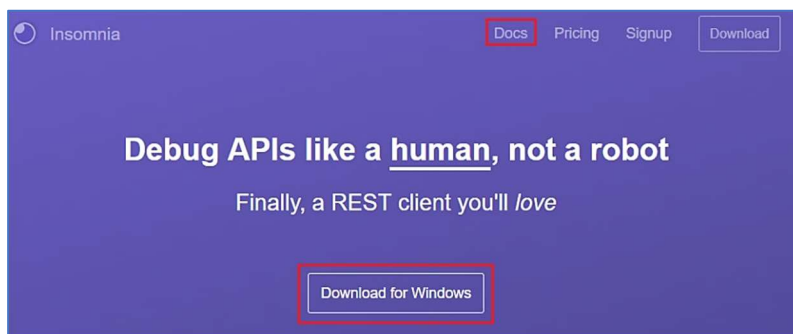 Insomnia Docs Pricing Signup Download
Debug APIs like a human, not a robot
Finally, a REST client you'll love
Download for Windows